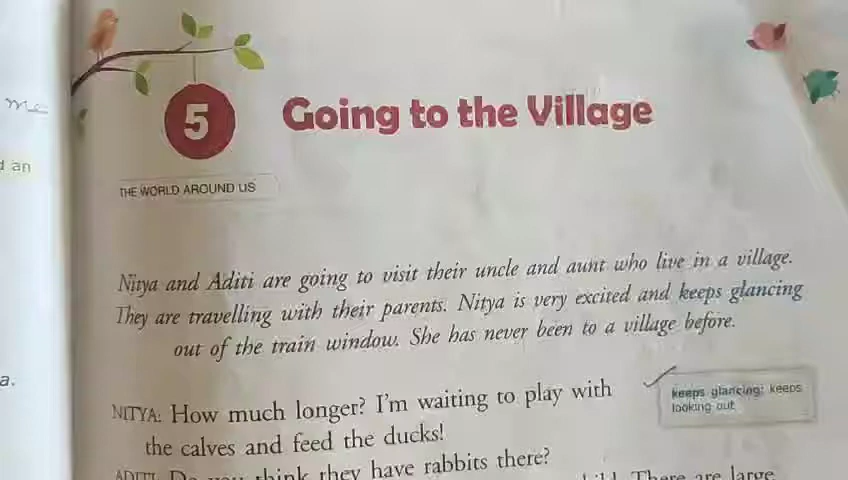 me
d an
a.
5
Going to the Village
THE WORLD AROUND US
Nitya and Aditi are going to visit their uncle and aunt who live in a village.
They are travelling with their parents. Nitya is very excited and keeps glancing
out of the train window. She has never been to a village before.
NITYA: How much longer? I'm waiting to play with
the calves and feed the ducks!
keeps glancing: keeps
looking out
ADITI: Do you think they have rabbits there?
There are large